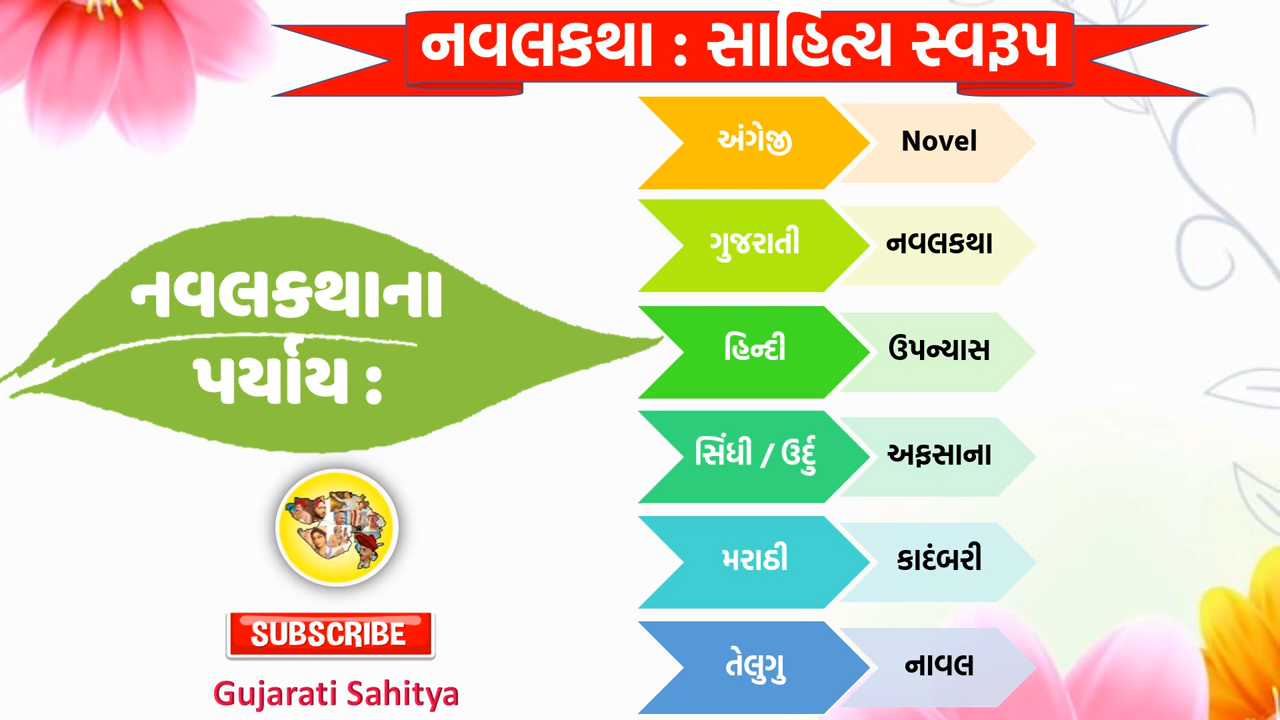 નવલકથા : સાહિત્ય સ્વરૂપ
નવલકથાના
પર્યાય :
અંગેજી Novel
ગુજરાતી નવલકથા
હિન્દી ઉપન્યાસ
સિંધી / ઉર્દુ અફસાના
મરાઠી કાદંબરી
તેલુગુ નાવલ
SUBSCRIBE
Gujarati Sahitya